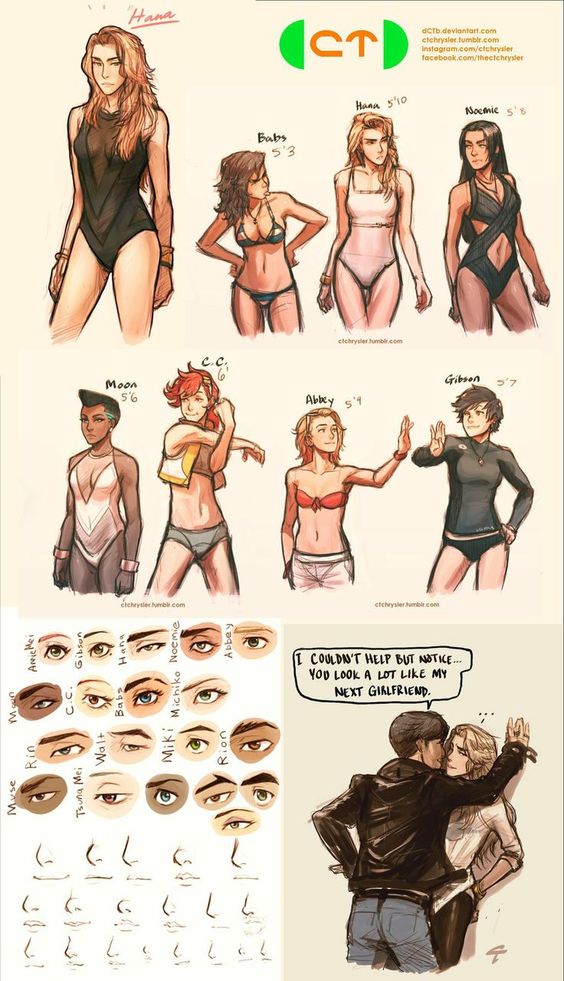 Hana
CT
dCTb.deviantart.com
ctchrysler.tumblr.com
instagram.com/ctchrysler
facebook.com/thectchrysler
Babs
5'3
Hana 5'10
Noemie 5'8
ctchrysler.tumblr.com
Moon
5'6
C.C.
6'
Abbey 5'9
Gibson 5'7
ctchrysler.tumblr.com
ctchrysler.tumblr.com
AnneMei
Gibson
Hana
Noemie
Abbey
Moon
C.C.
Babs
Michiko
Rin
Walt
Miki
Rion
Muse
Tsuna Mei
I COULDN'T HELP BUT NOTICE...
YOU LOOK A LOT LIKE MY
NEXT GIRLFRIEND.
...